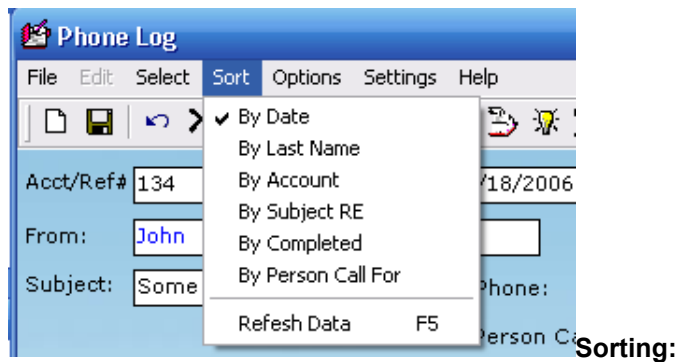 Phone Log
File Edit Select Sort Options Settings Help
By Date
By Last Name
By Account
By Subject RE
By Completed
By Person Call For
Refesh Data F5
Acct/Ref# 134 /18/2006
From: John
Subject: Some Phone:
Person Ca
Sorting: